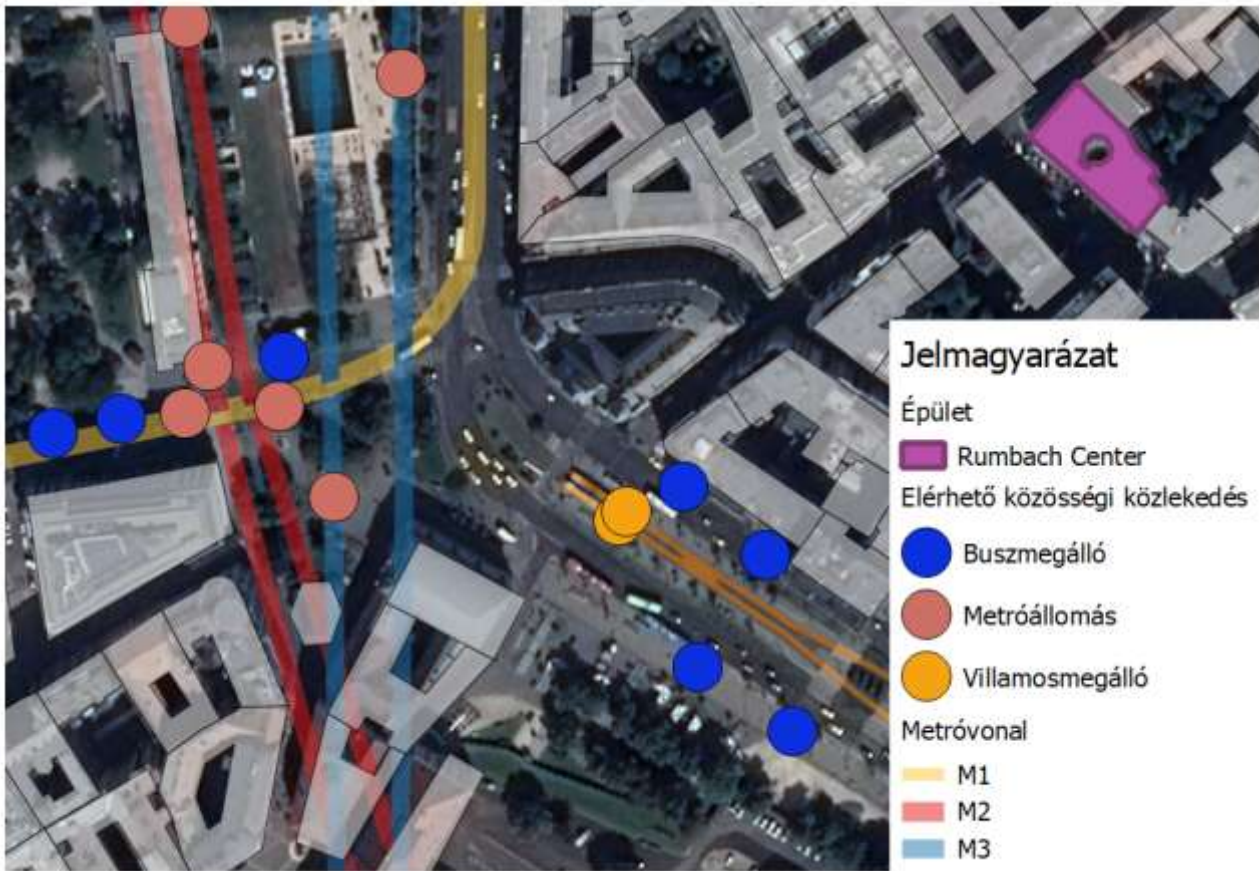 Jelmagyarázat
Épület
Rumbach Center
Elérhető közösségi közlekedés
Buszmegálló
Metróállomás
Villamosmegálló
Metróvonal
M1
M2
M3